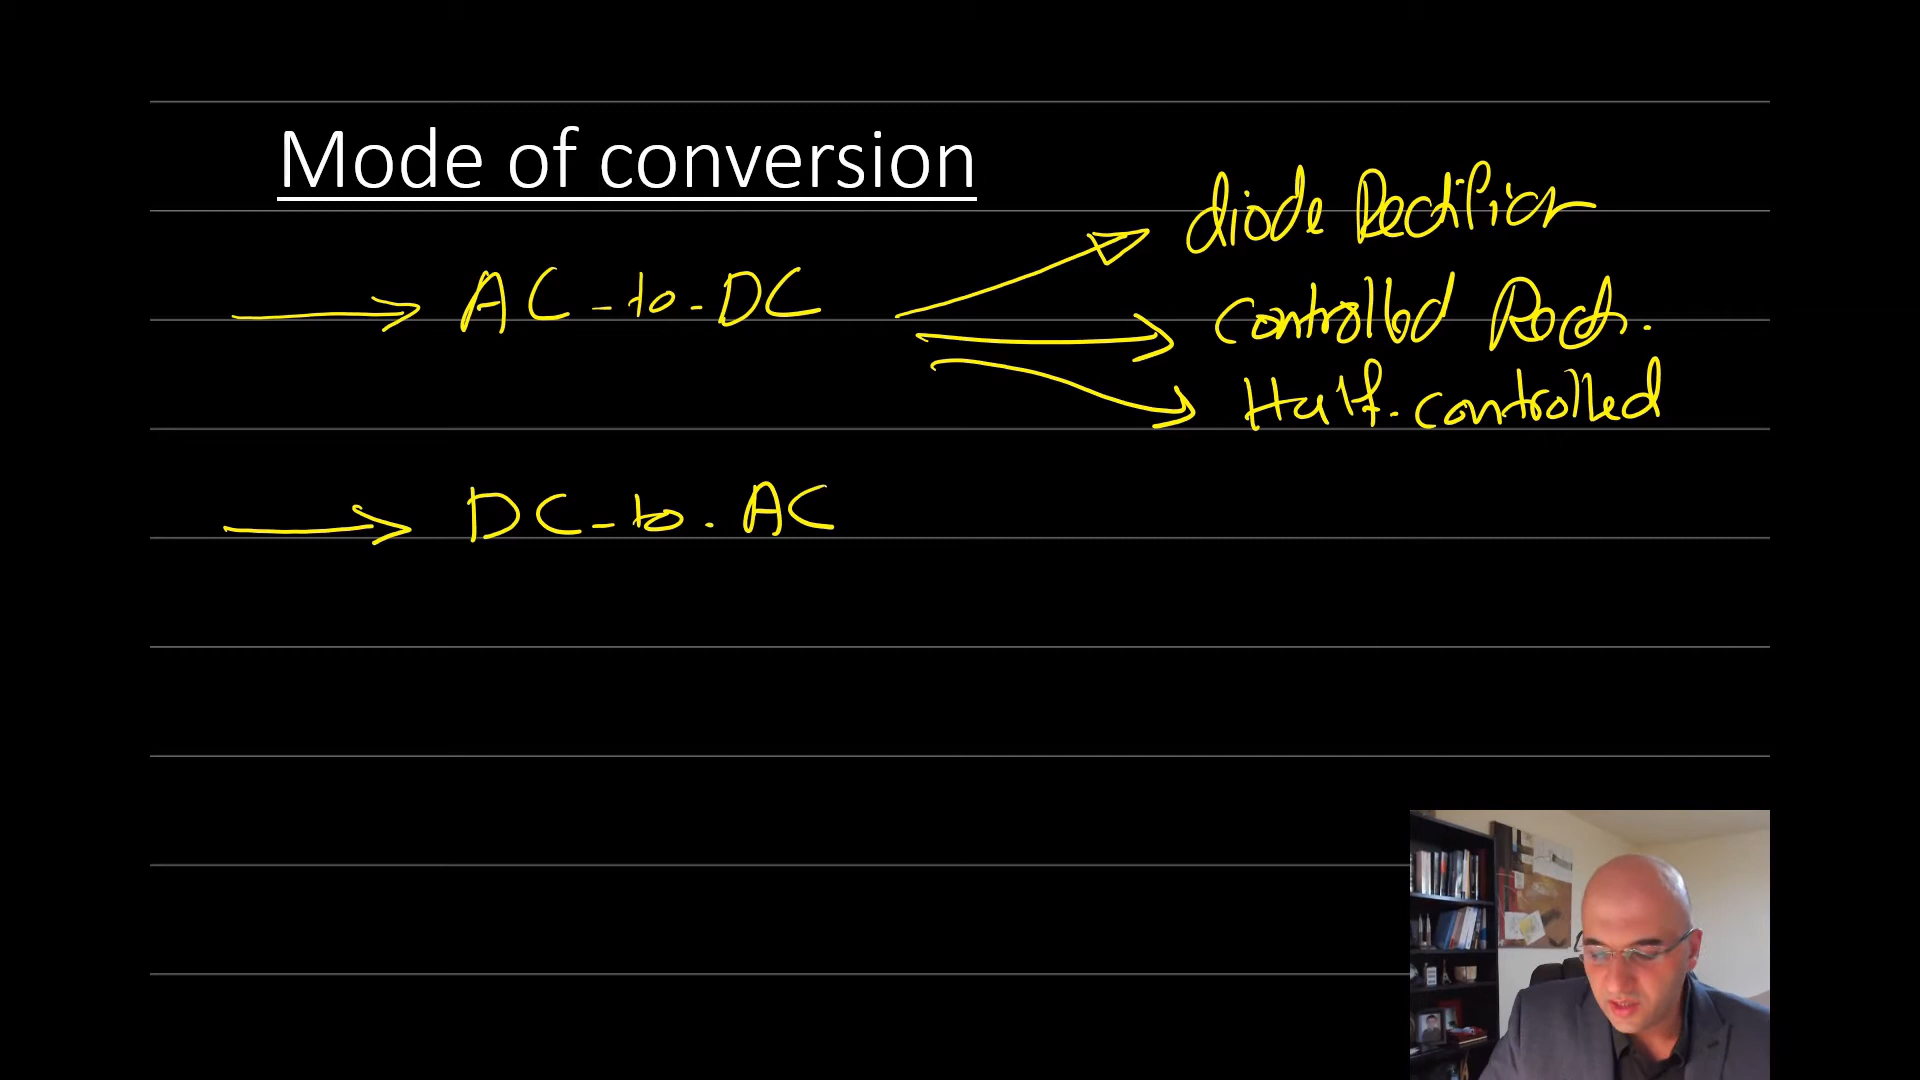 Mode of conversion
diode Rectifier
AC-to-DC
controlled Rect.
Half-controlled
DC-to-AC